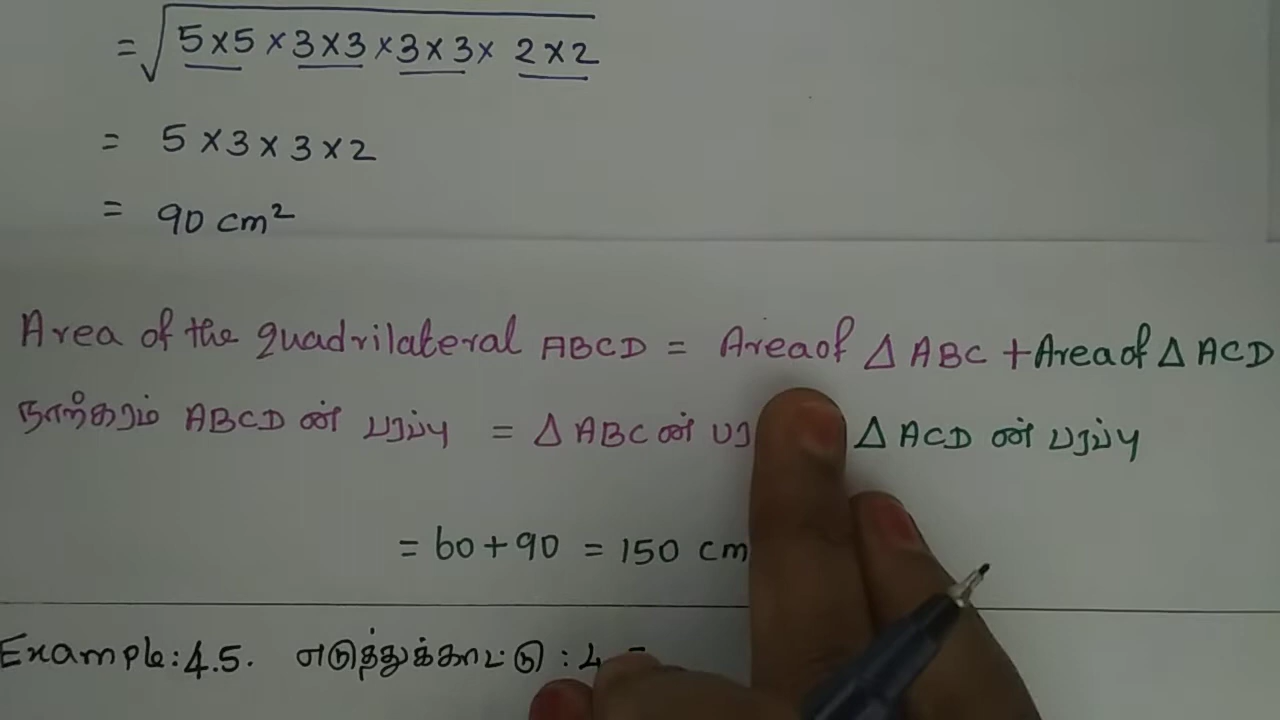 = √5×5 × 3×3 × 3×3 × 2×2
= 5×3×3×2
= 90 cm²
Area of the quadrilateral ABCD = Area of Δ ABC + Area of Δ ACD
நாற்கரம் ABCD ன் பரப்பு = Δ ABC ன் Δ ACD ன் பரப்பு
= 60+90 = 150 cm
Example: 4.5. எடுத்துக்காட்டு : 4